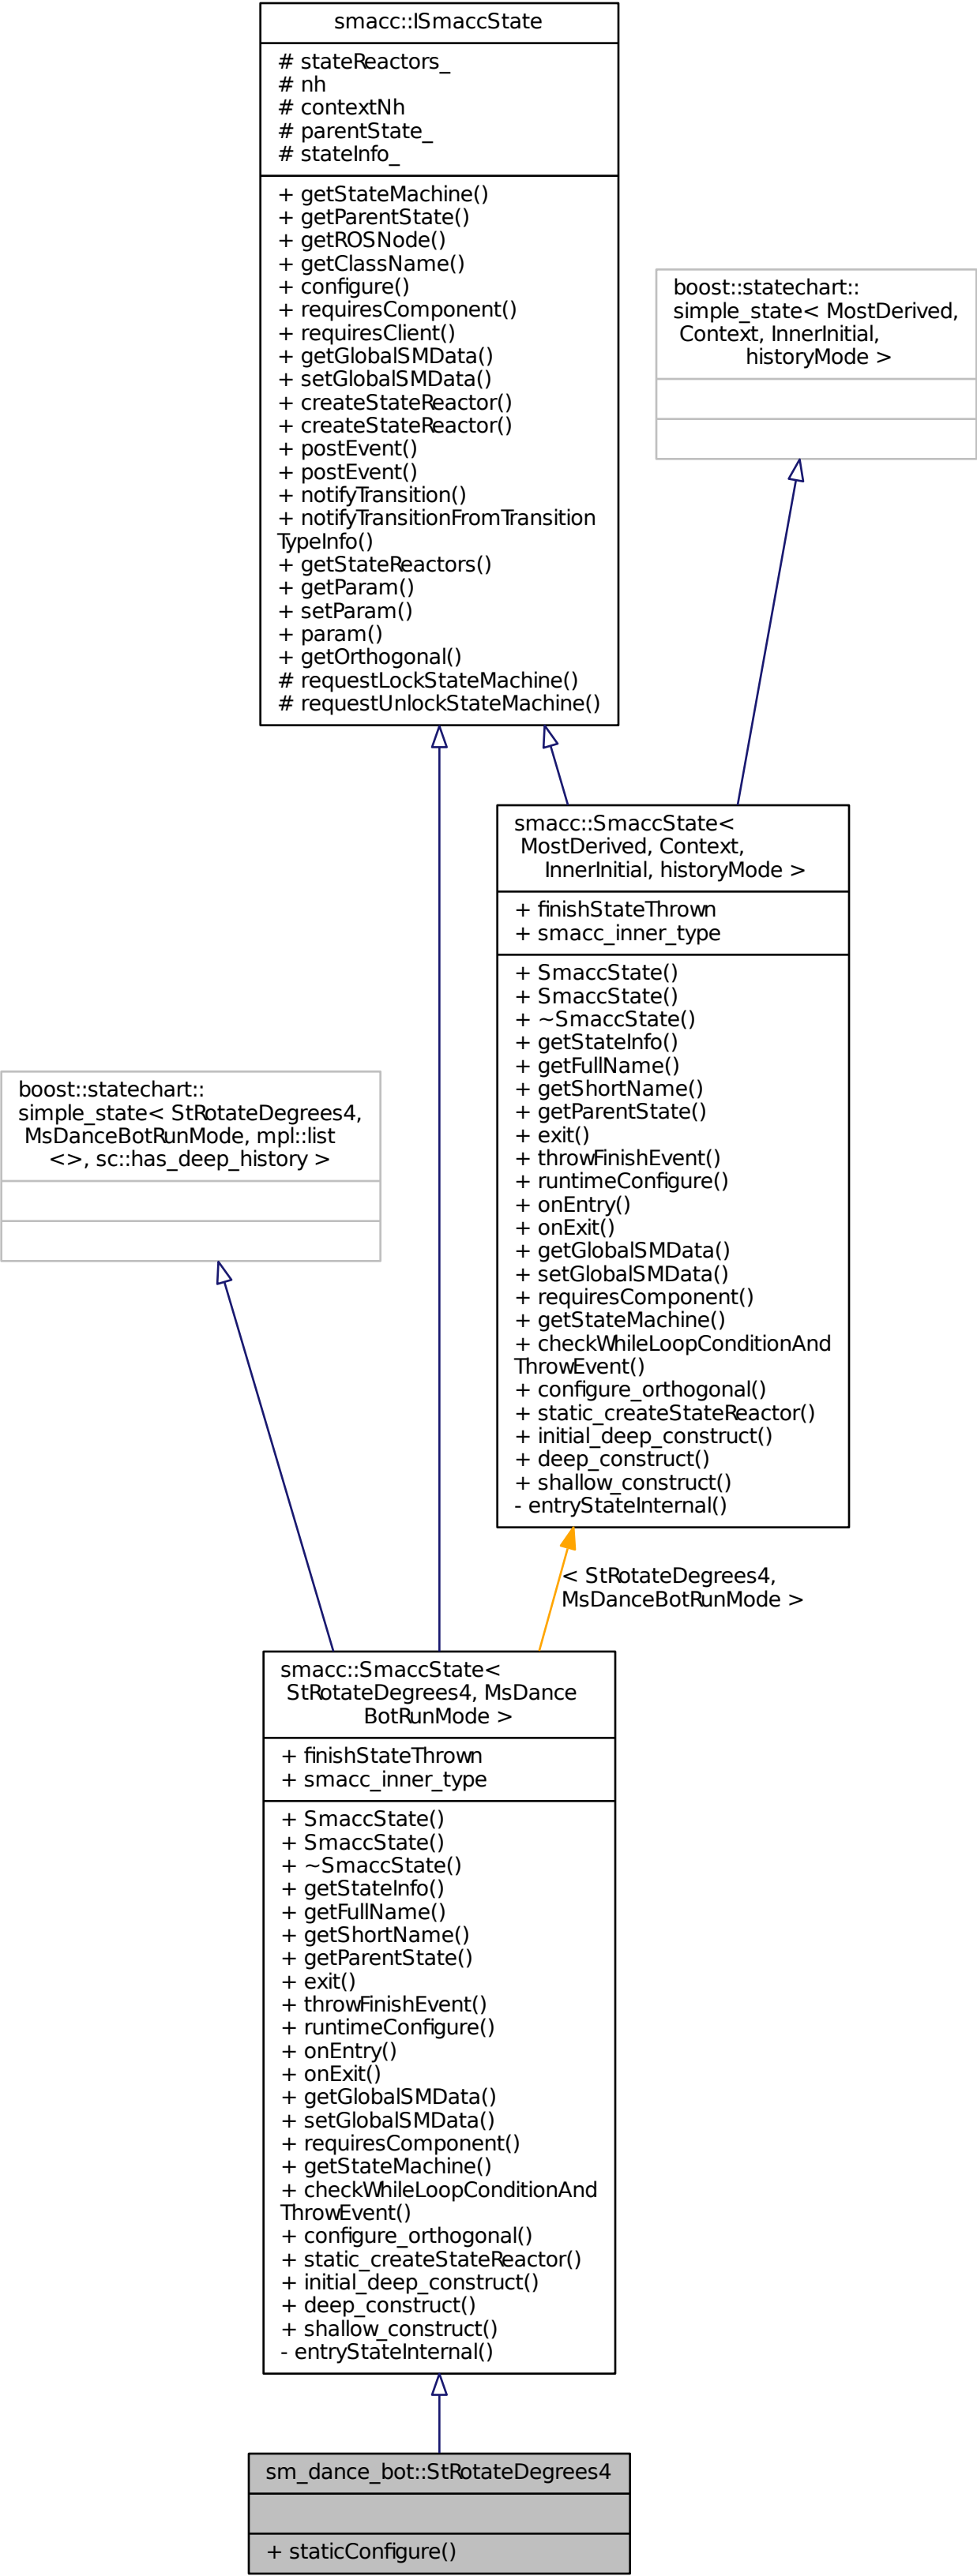 smacc::ISmaccState
# stateReactors_
# nh
# contextNh
# parentState_
# stateInfo_
+ getStateMachine()
+ getParentState()
+ getROSNode()
+ getClassName()
+ configure()
+ requiresComponent()
+ requiresClient()
+ getGlobalSMData()
+ setGlobalSMData()
+ createStateReactor()
+ createStateReactor()
+ postEvent()
+ postEvent()
+ notifyTransition()
+ notifyTransitionFromTransition
TypeInfo()
+ getStateReactors()
+ getParam()
+ setParam()
+ param()
+ getOrthogonal()
# requestLockStateMachine()
# requestUnlockStateMachine()
boost::statechart::
simple_state< MostDerived,
Context, InnerInitial,
historyMode >
smacc::SmaccState<
MostDerived, Context,
InnerInitial, historyMode >
+ finishStateThrown
+ smacc_inner_type
+ SmaccState()
+ SmaccState()
+ ~SmaccState()
+ getStateInfo()
+ getFullName()
+ getShortName()
+ getParentState()
+ exit()
+ throwFinishEvent()
+ runtimeConfigure()
+ onEntry()
+ onExit()
+ getGlobalSMData()
+ setGlobalSMData()
+ requiresComponent()
+ getStateMachine()
+ checkWhileLoopConditionAnd
ThrowEvent()
+ configure_orthogonal()
+ static_createStateReactor()
+ initial_deep_construct()
+ deep_construct()
+ shallow_construct()
- entryStateInternal()
boost::statechart::
simple_state< StRotateDegrees4,
MsDanceBotRunMode, mpl::list
<>, sc::has_deep_history >
< StRotateDegrees4,
MsDanceBotRunMode >
smacc::SmaccState<
StRotateDegrees4, MsDance
BotRunMode >
+ finishStateThrown
+ smacc_inner_type
+ SmaccState()
+ SmaccState()
+ ~SmaccState()
+ getStateInfo()
+ getFullName()
+ getShortName()
+ getParentState()
+ exit()
+ throwFinishEvent()
+ runtimeConfigure()
+ onEntry()
+ onExit()
+ getGlobalSMData()
+ setGlobalSMData()
+ requiresComponent()
+ getStateMachine()
+ checkWhileLoopConditionAnd
ThrowEvent()
+ configure_orthogonal()
+ static_createStateReactor()
+ initial_deep_construct()
+ deep_construct()
+ shallow_construct()
- entryStateInternal()
sm_dance_bot::StRotateDegrees4
+ staticConfigure()